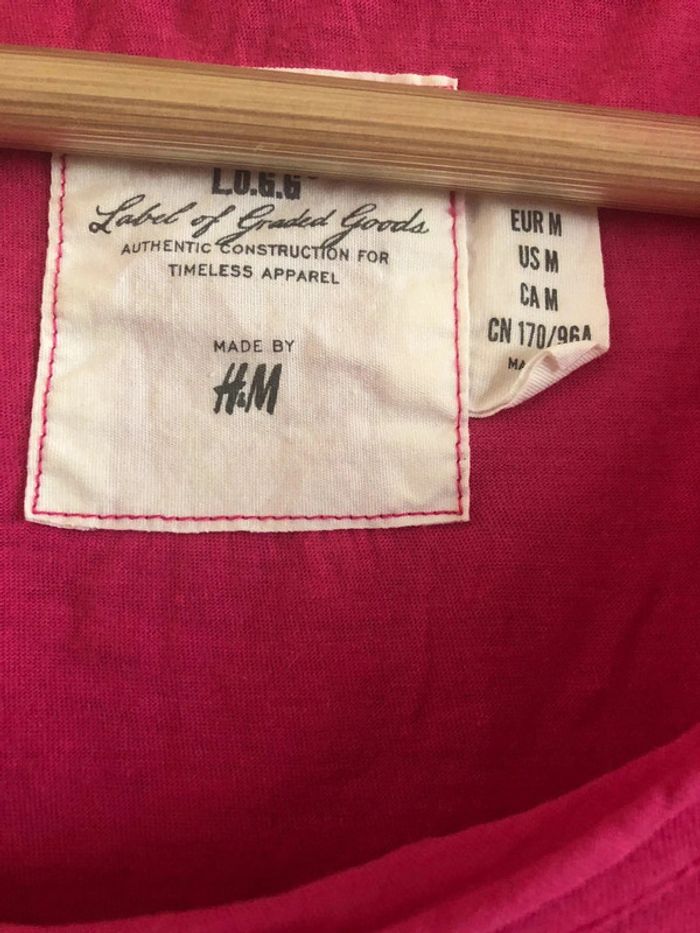 L.O.G.G
Label of Graded Goods
AUTHENTIC CONSTRUCTION FOR
TIMELESS APPAREL
MADE BY
H&M
EUR M
US M
CA M
CN 170/96A